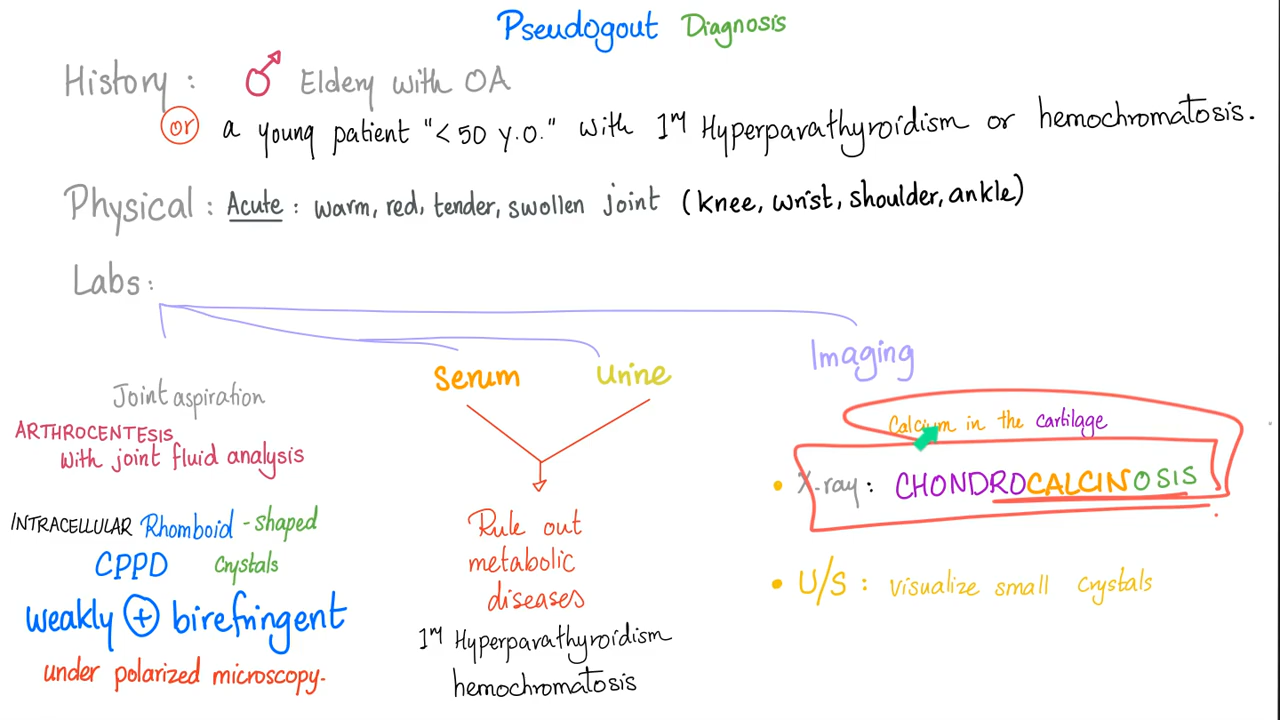 Pseudogout Diagnosis
History : ♂ Eldery with OA
or a young patient "< 50 y.o." with 1ry Hyperparathyroidism or hemochromatosis.
Physical : Acute : warm, red, tender, swollen joint (knee, wrist, shoulder, ankle)
Labs :
Joint aspiration
ARTHROCENTESIS
with joint fluid analysis
INTRACELLULAR Rhomboid - shaped
CPPD crystals
weakly + birefringent
under polarized microscopy.
Serum Urine
Rule out
metabolic
diseases
1ry Hyperparathyroidism
hemochromatosis
Imaging
Calcium in the cartilage
• X-ray : CHONDROCALCINOSIS
• U/S : visualize small crystals